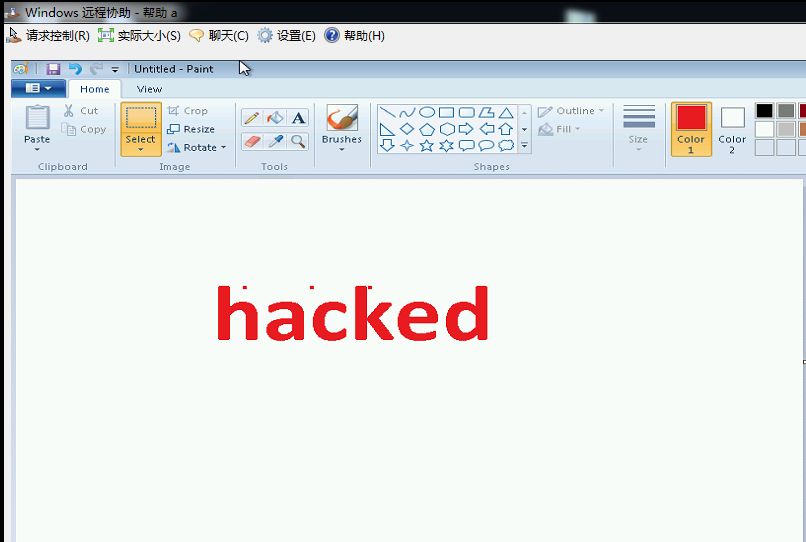 Windows 远程协助 - 帮助 a
请求控制(R) 实际大小(S) 聊天(C) 设置(E) 帮助(H)
Untitled - Paint
Home View
Paste
Cut
Copy
Clipboard
Select
Crop
Resize
Rotate
Image
A
Tools
Brushes
Shapes
Outline
Fill
Size
Color
1
Color
2
hacked